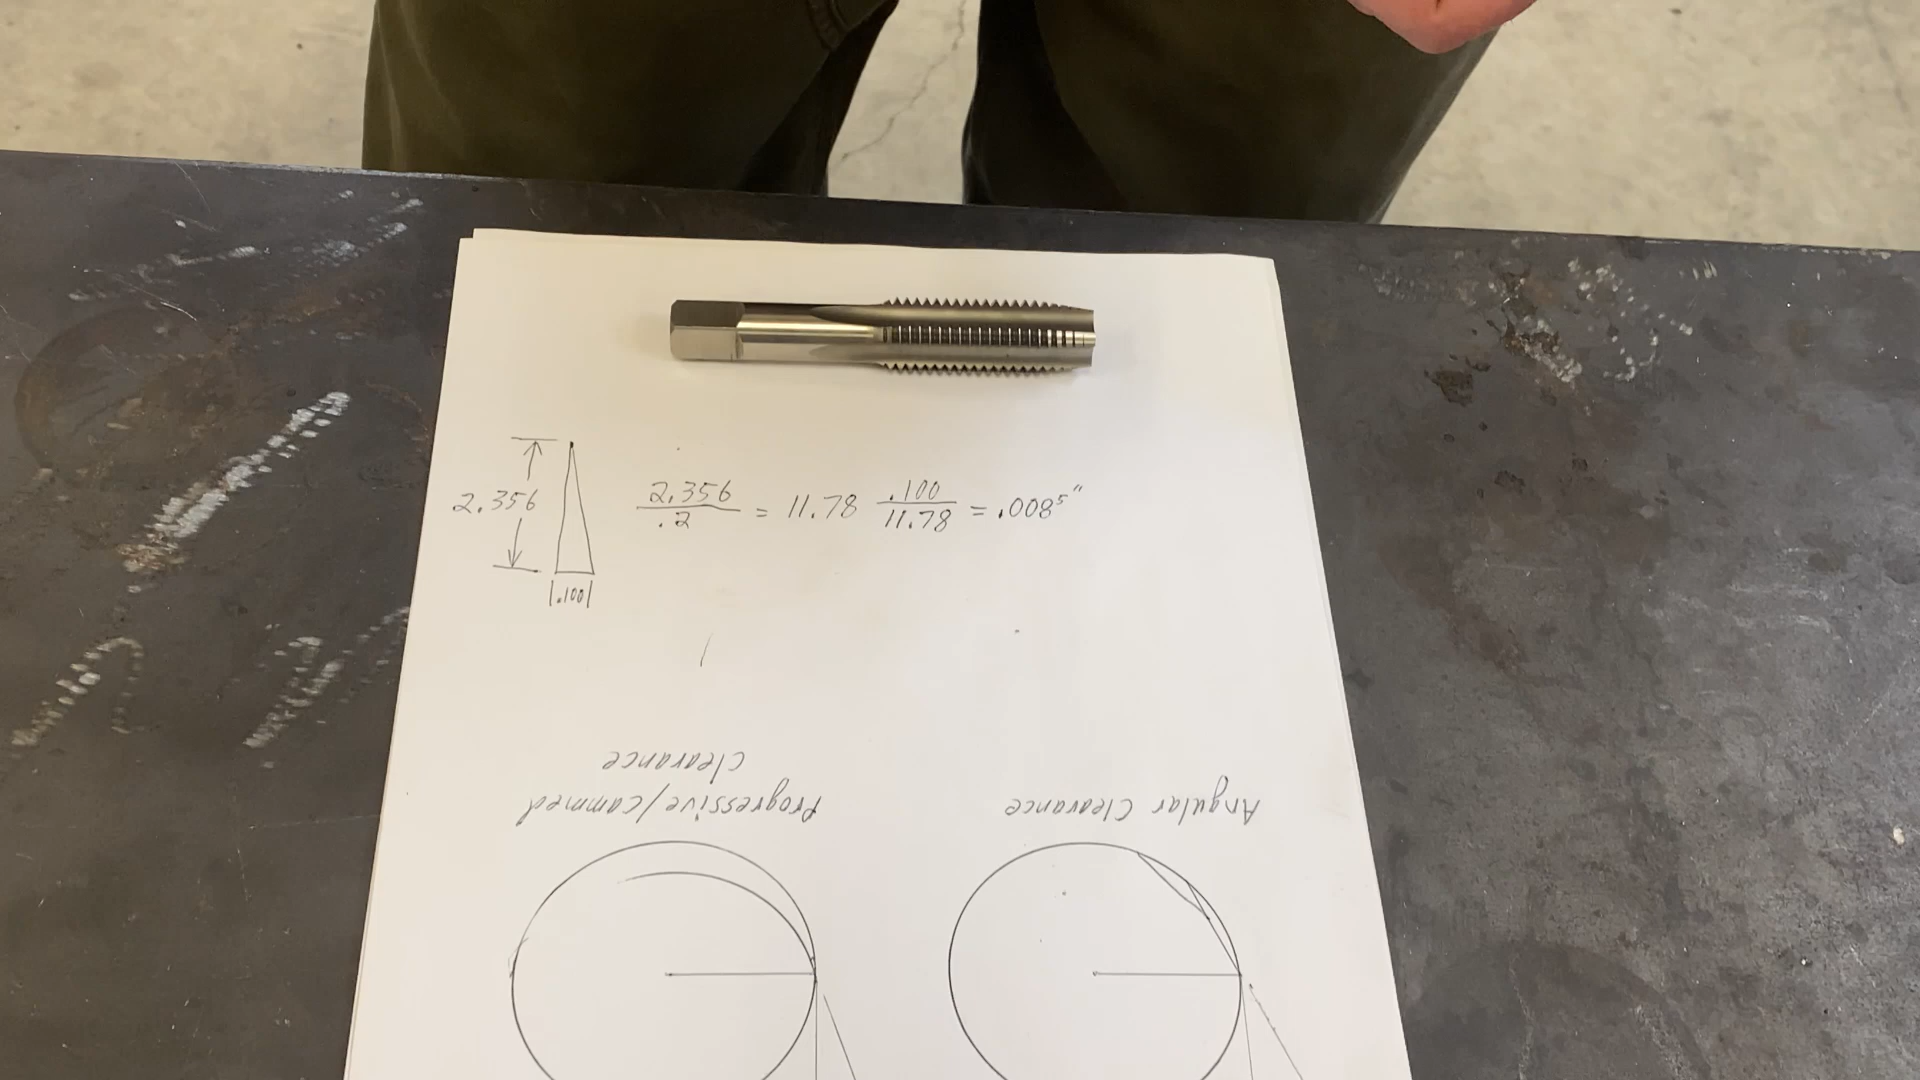 2.356
.100
2.356
.2
= 11.78
.100
11.78
= .008⁵"
Angular Clearance
Progressive/cammed
Clearance